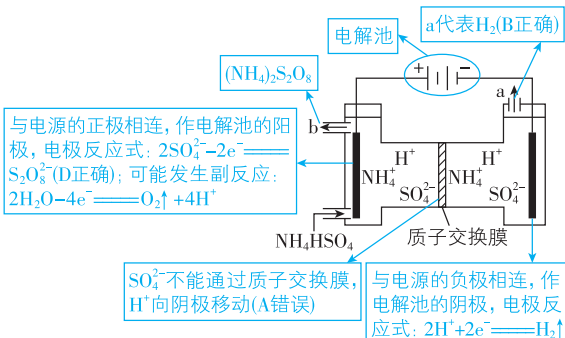 电解池
a代表H₂(B正确)
(NH₄)₂S₂O₈
+ −
a
b
与电源的正极相连，作电解池的阳
极，电极反应式：2SO₄²⁻−2e⁻═══
S₂O₈²⁻(D正确)；可能发生副反应：
2H₂O−4e⁻═══O₂↑+4H⁺
H⁺ H⁺
NH₄⁺ NH₄⁺
SO₄²⁻ SO₄²⁻
NH₄HSO₄
质子交换膜
SO₄²⁻不能通过质子交换膜，
H⁺向阴极移动(A错误)
与电源的负极相连，作
电解池的阴极，电极反
应式：2H⁺+2e⁻═══H₂↑